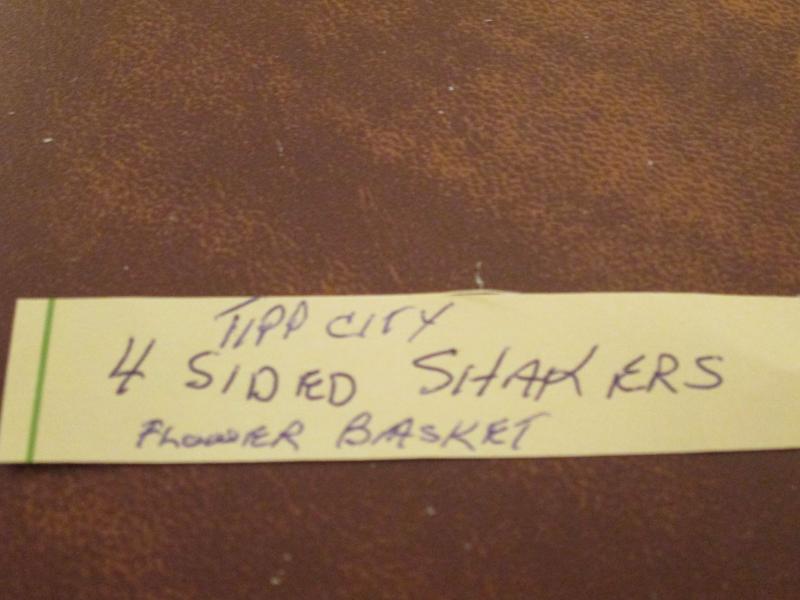 TIPP CITY
4 SIDED SHAKERS
FLOWER BASKET